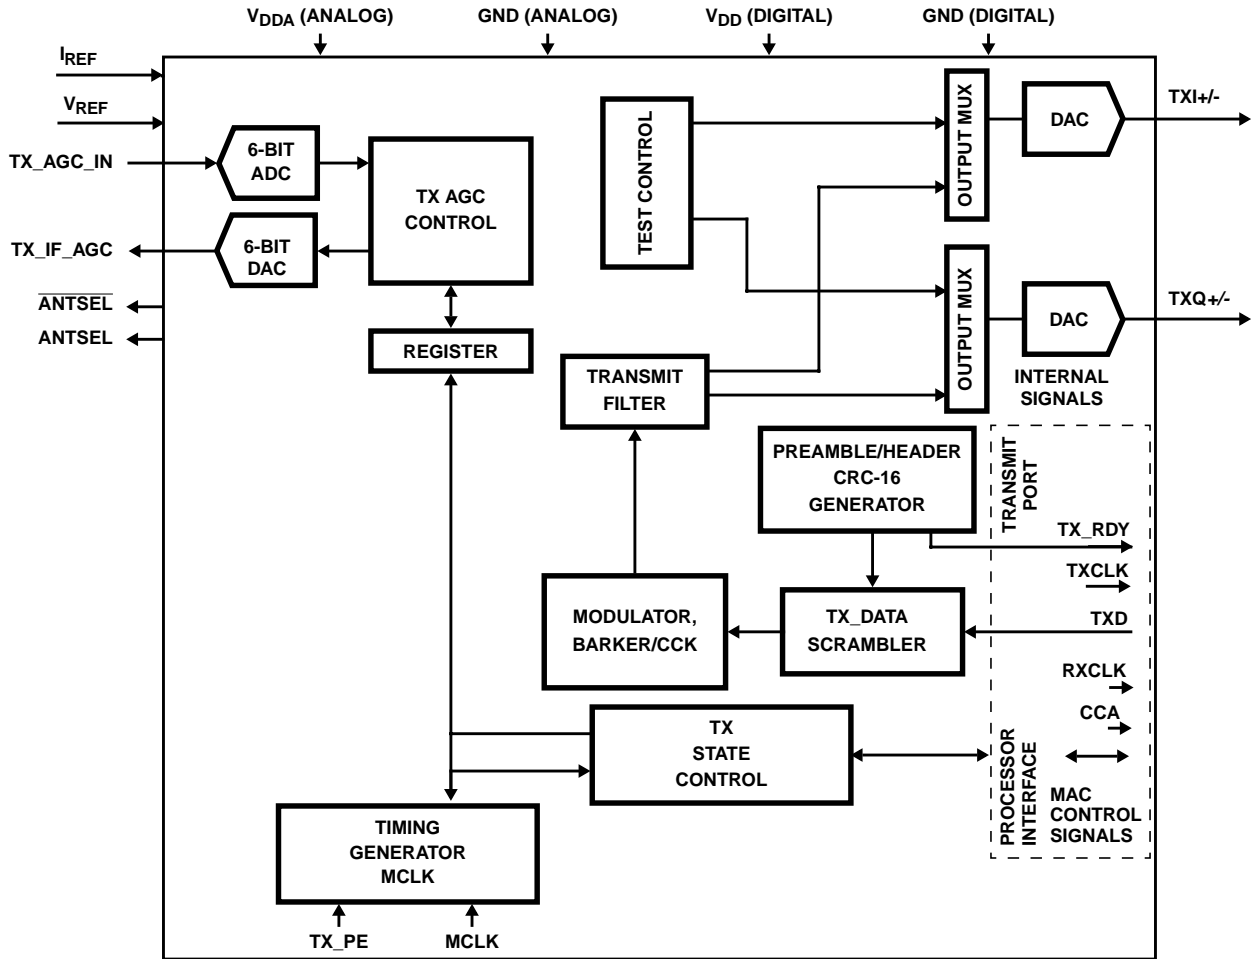 VDDA (ANALOG) GND (ANALOG) VDD (DIGITAL) GND (DIGITAL)
IREF
VREF
TX_AGC_IN
TX_IF_AGC
ANTSEL
ANTSEL
6-BIT
ADC
6-BIT
DAC
TX AGC
CONTROL
REGISTER
TEST CONTROL
OUTPUT MUX
DAC
TXI+/-
OUTPUT MUX
DAC
TXQ+/-
INTERNAL
SIGNALS
TRANSMIT
FILTER
PREAMBLE/HEADER
CRC-16
GENERATOR
TRANSMIT
PORT
TX_RDY
TXCLK
TXD
RXCLK
CCA
MODULATOR,
BARKER/CCK
TX_DATA
SCRAMBLER
TX
STATE
CONTROL
PROCESSOR
INTERFACE
MAC
CONTROL
SIGNALS
TIMING
GENERATOR
MCLK
TX_PE MCLK